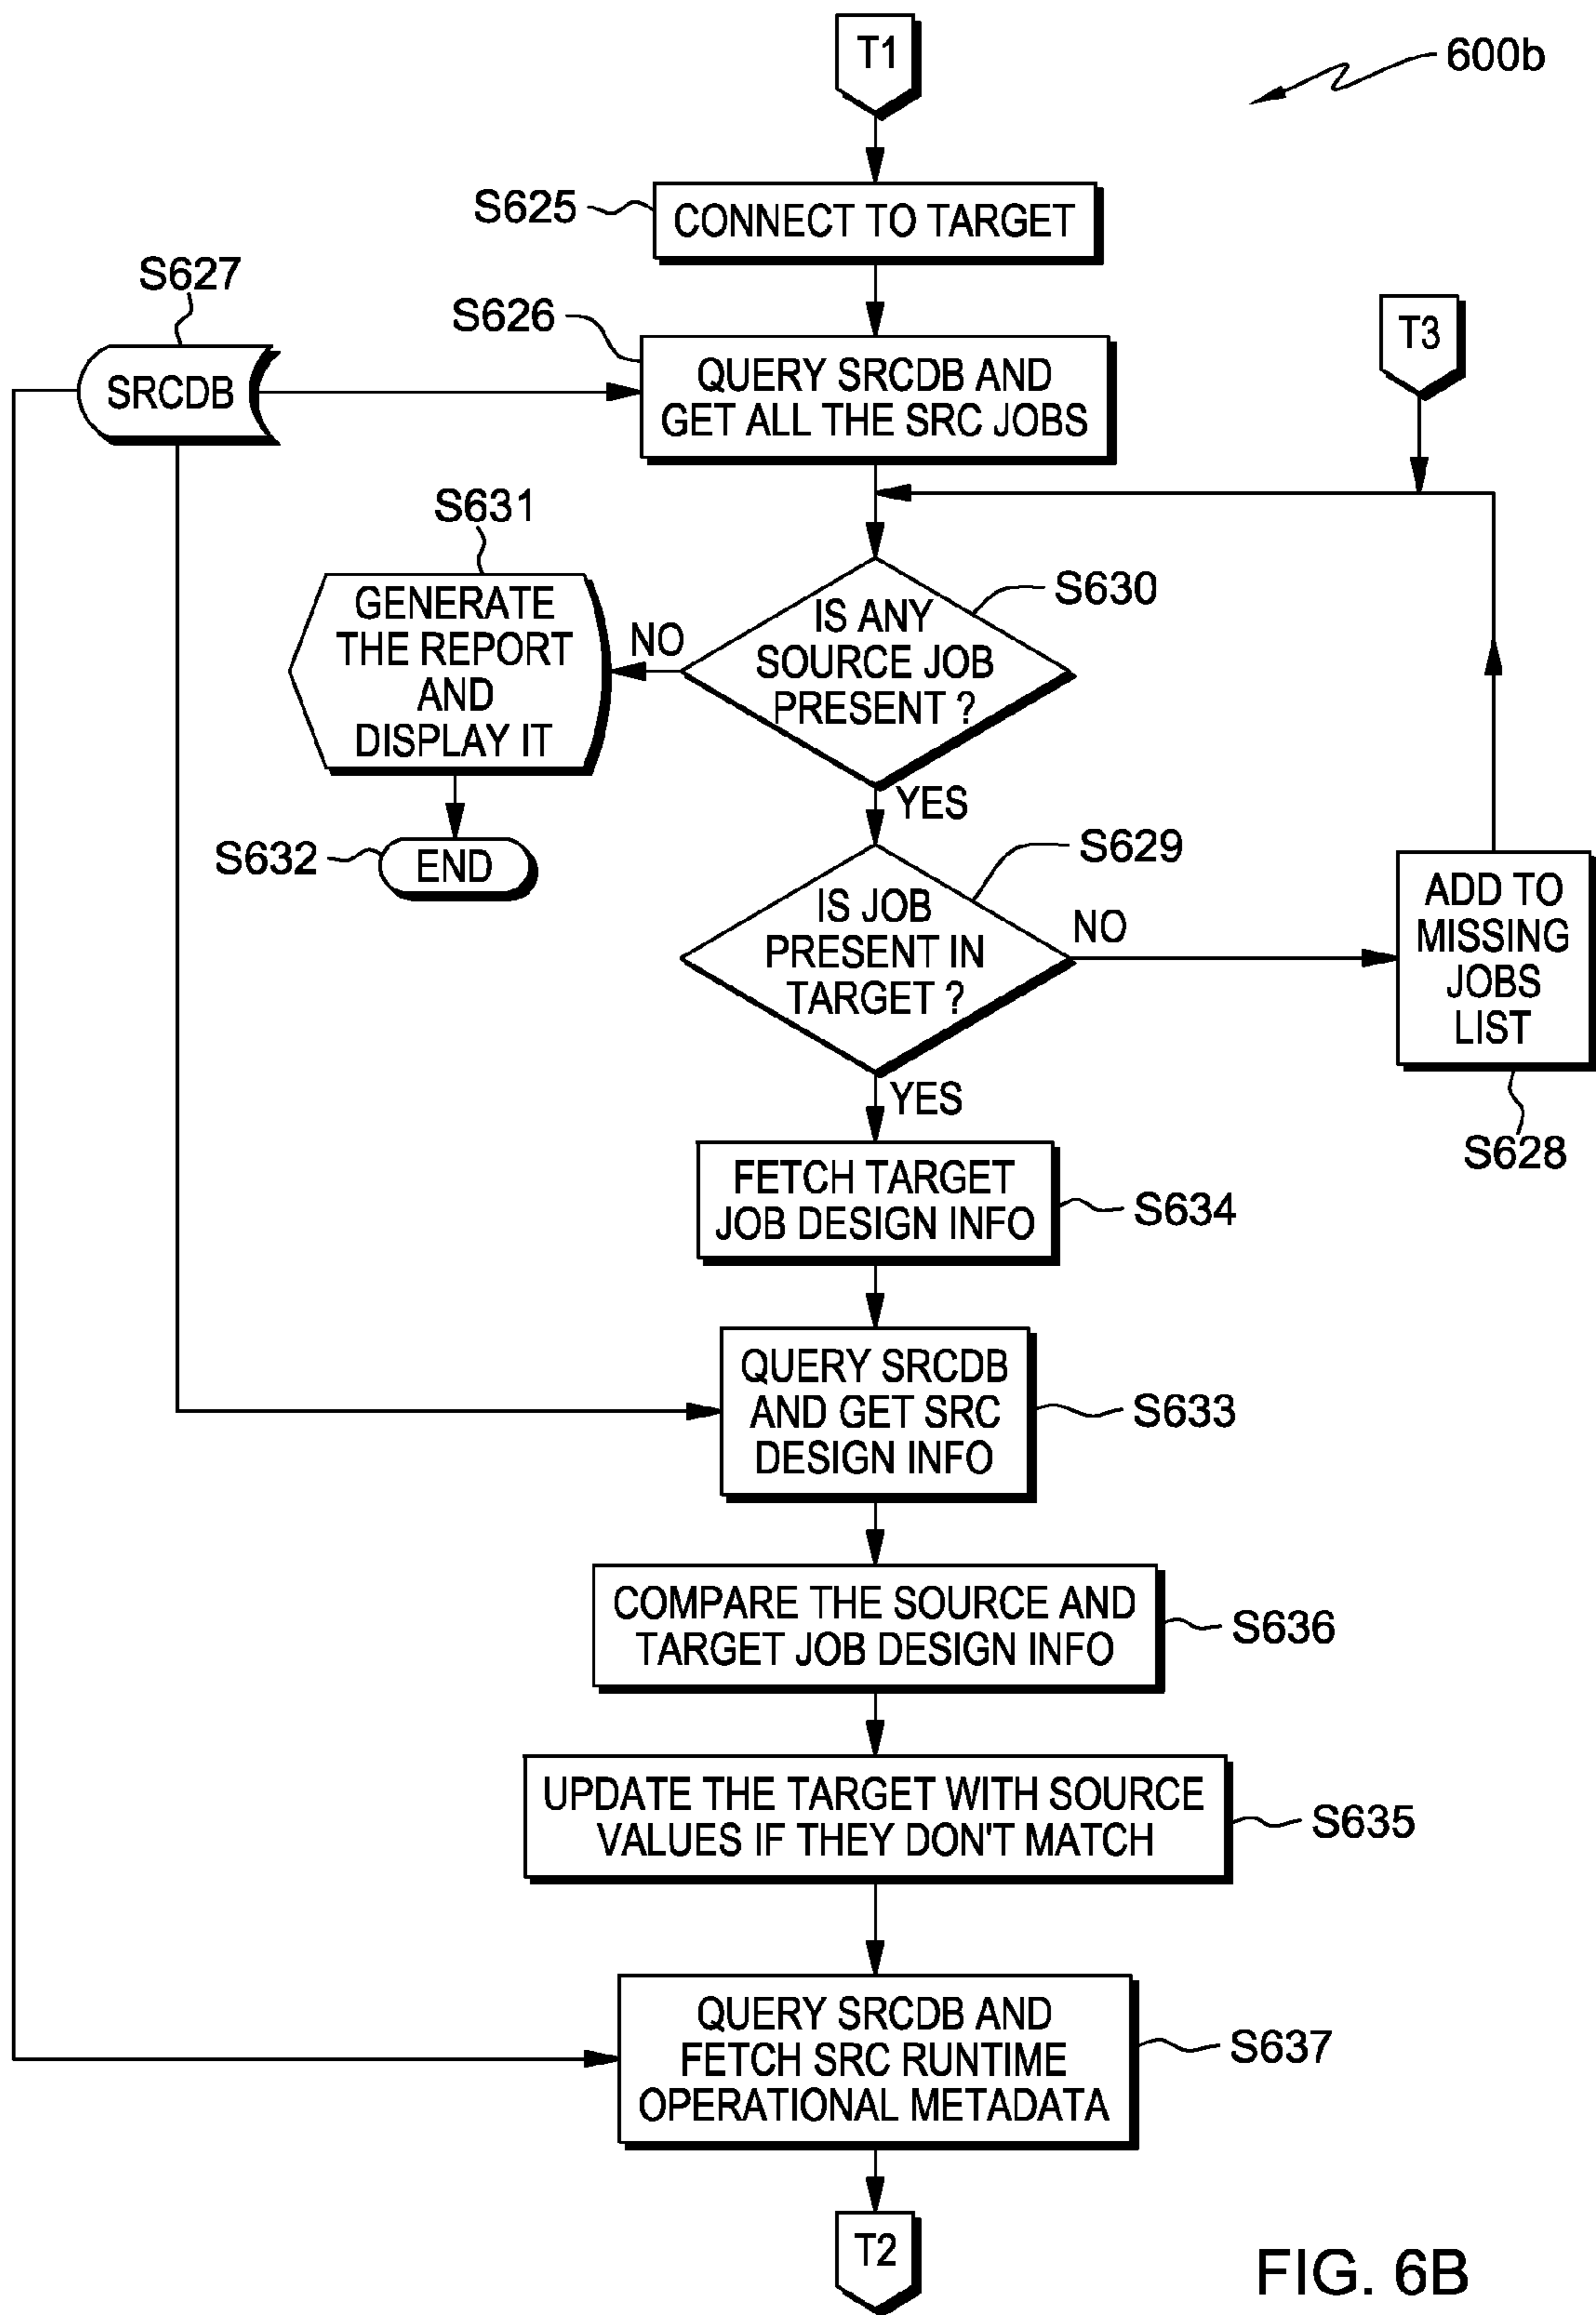 T1
600b
S625
CONNECT TO TARGET
S627
S626
SRCDB
QUERY SRCDB AND
GET ALL THE SRC JOBS
T3
S631
GENERATE
THE REPORT
AND
DISPLAY IT
NO
IS ANY
SOURCE JOB
PRESENT ?
S630
YES
S632
END
S629
IS JOB
PRESENT IN
TARGET ?
NO
ADD TO
MISSING
JOBS
LIST
S628
YES
FETCH TARGET
JOB DESIGN INFO
S634
QUERY SRCDB
AND GET SRC
DESIGN INFO
S633
COMPARE THE SOURCE AND
TARGET JOB DESIGN INFO
S636
UPDATE THE TARGET WITH SOURCE
VALUES IF THEY DON'T MATCH
S635
QUERY SRCDB AND
FETCH SRC RUNTIME
OPERATIONAL METADATA
S637
T2
FIG. 6B